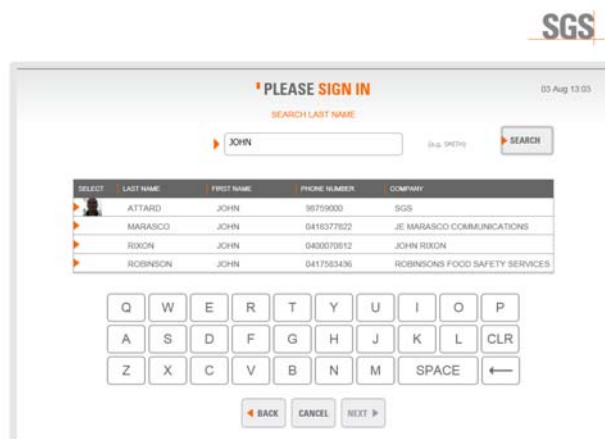 SGS
PLEASE SIGN IN
03 Aug 13:03
SEARCH LAST NAME
JOHN (e.g. SMITH) SEARCH
SELECT LAST NAME FIRST NAME PHONE NUMBER COMPANY
ATTARD JOHN 98759000 SGS
MARASCO JOHN 0418377822 JE MARASCO COMMUNICATIONS
RIXON JOHN 0400070812 JOHN RIXON
ROBINSON JOHN 0417583436 ROBINSONS FOOD SAFETY SERVICES
Q W E R T Y U I O P
A S D F G H J K L CLR
Z X C V B N M SPACE ←
BACK CANCEL NEXT